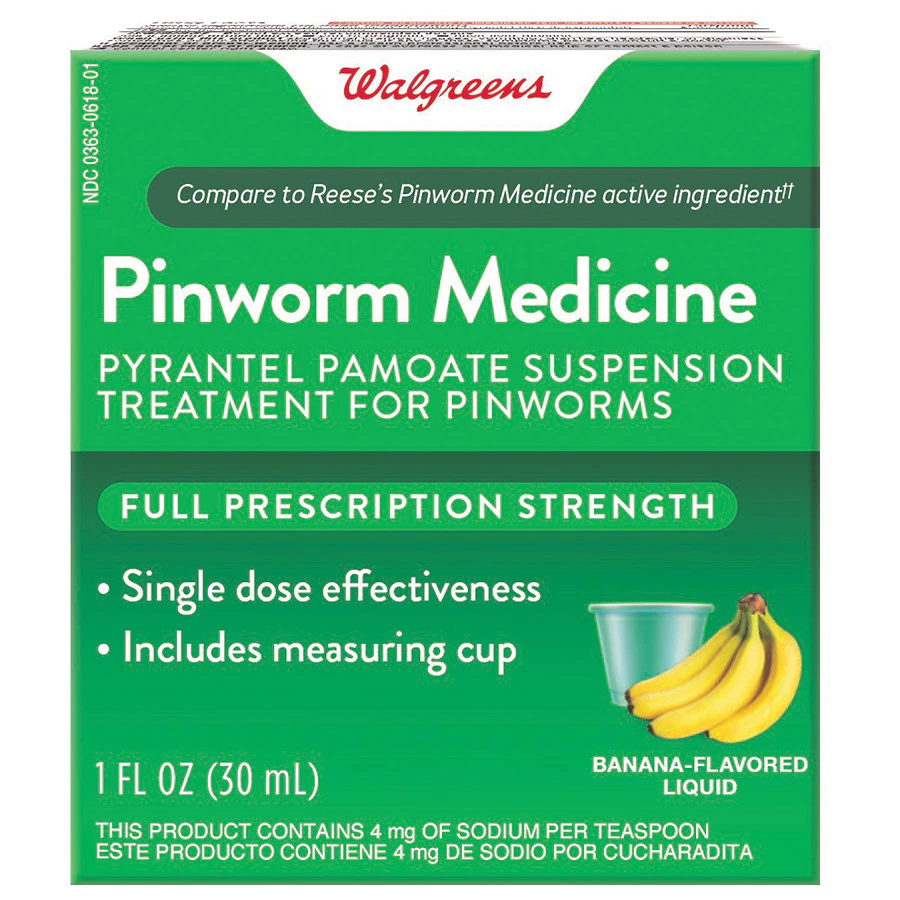 Walgreens
NDC 0363-0618-01
Compare to Reese's Pinworm Medicine active ingredient††
Pinworm Medicine
PYRANTEL PAMOATE SUSPENSION
TREATMENT FOR PINWORMS
FULL PRESCRIPTION STRENGTH
• Single dose effectiveness
• Includes measuring cup
BANANA-FLAVORED
LIQUID
1 FL OZ (30 mL)
THIS PRODUCT CONTAINS 4 mg OF SODIUM PER TEASPOON
ESTE PRODUCTO CONTIENE 4 mg DE SODIO POR CUCHARADITA